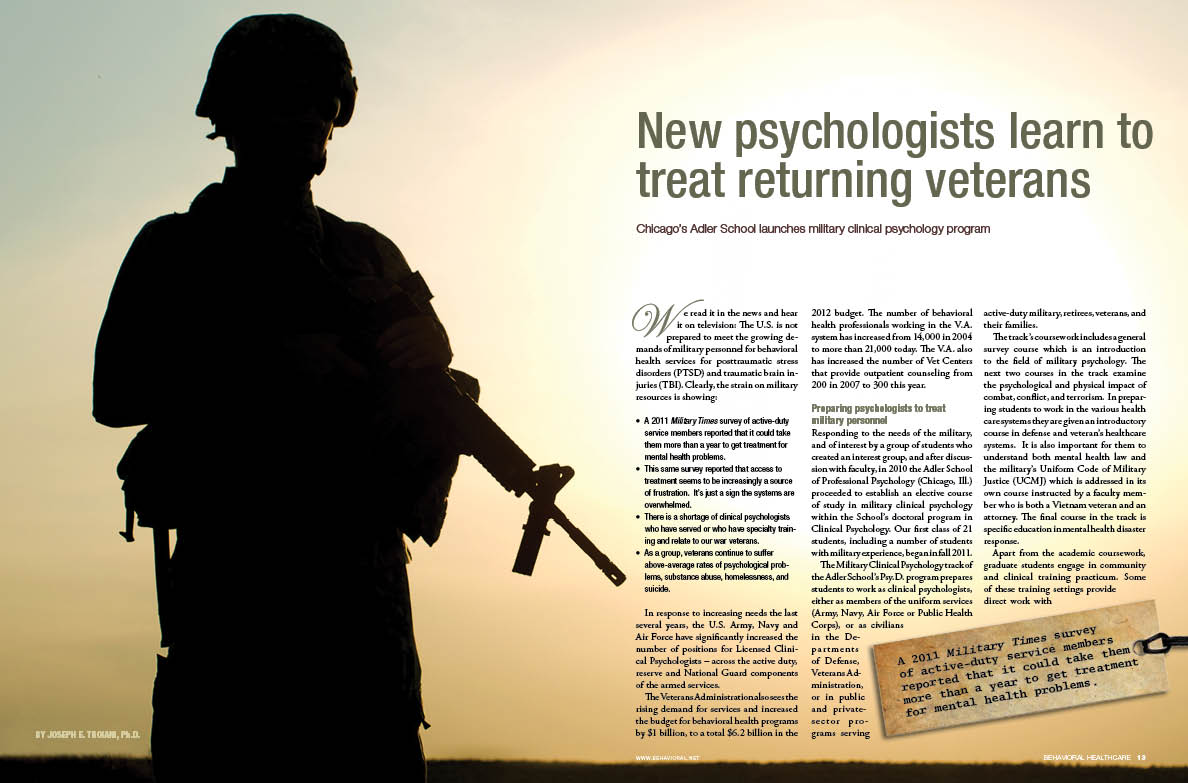 New psychologists learn to
treat returning veterans
Chicago's Adler School launches military clinical psychology program
We read it in the news and hear
it on television: The U.S. is not
prepared to meet the growing de-
mands of military personnel for behavioral
health services for posttraumatic stress
disorders (PTSD) and traumatic brain in-
juries (TBI). Clearly, the strain on military
resources is showing:
• A 2011 Military Times survey of active-duty
service members reported that it could take
them more than a year to get treatment for
mental health problems.
• This same survey reported that access to
treatment seems to be increasingly a source
of frustration. It's just a sign the systems are
overwhelmed.
• There is a shortage of clinical psychologists
who have served or who have specialty train-
ing and relate to our war veterans.
• As a group, veterans continue to suffer
above-average rates of psychological prob-
lems, substance abuse, homelessness, and
suicide.
In response to increasing needs the last
several years, the U.S. Army, Navy and
Air Force have significantly increased the
number of positions for Licensed Clini-
cal Psychologists – across the active duty,
reserve and National Guard components
of the armed services.
The Veterans Administration also sees the
rising demand for services and increased
the budget for behavioral health programs
by $1 billion, to a total $6.2 billion in the
2012 budget. The number of behavioral
health professionals working in the V.A.
system has increased from 14,000 in 2004
to more than 21,000 today. The V.A. also
has increased the number of Vet Centers
that provide outpatient counseling from
200 in 2007 to 300 this year.
Preparing psychologists to treat
military personnel
Responding to the needs of the military,
and of interest by a group of students who
created an interest group, and after discus-
sion with faculty, in 2010 the Adler School
of Professional Psychology (Chicago, Ill.)
proceeded to establish an elective course
of study in military clinical psychology
within the School's doctoral program in
Clinical Psychology. Our first class of 21
students, including a number of students
with military experience, began in fall 2011.
The Military Clinical Psychology track of
the Adler School's Psy.D. program prepares
students to work as clinical psychologists,
either as members of the uniform services
(Army, Navy, Air Force or Public Health
Corps), or as civilians
in the De-
partments
of Defense,
Veterans Ad-
ministration,
or in public
and private-
sector pro-
grams serving
active-duty military, retirees, veterans, and
their families.
The track's coursework includes a general
survey course which is an introduction
to the field of military psychology. The
next two courses in the track examine
the psychological and physical impact of
combat, conflict, and terrorism. In prepar-
ing students to work in the various health
care systems they are given an introductory
course in defense and veteran's healthcare
systems. It is also important for them to
understand both mental health law and
the military's Uniform Code of Military
Justice (UCMJ) which is addressed in its
own course instructed by a faculty mem-
ber who is both a Vietnam veteran and an
attorney. The final course in the track is
specific education in mental health disaster
response.
Apart from the academic coursework,
graduate students engage in community
and clinical training practicum. Some
of these training settings provide
direct work with
A 2011 Military Times survey
of active-duty service members
reported that it could take them
more than a year to get treatment
for mental health problems.
BY JOSEPH E. TROIANI, Ph.D.
WWW.BEHAVIORAL.NET
BEHAVIORAL HEALTHCARE 13